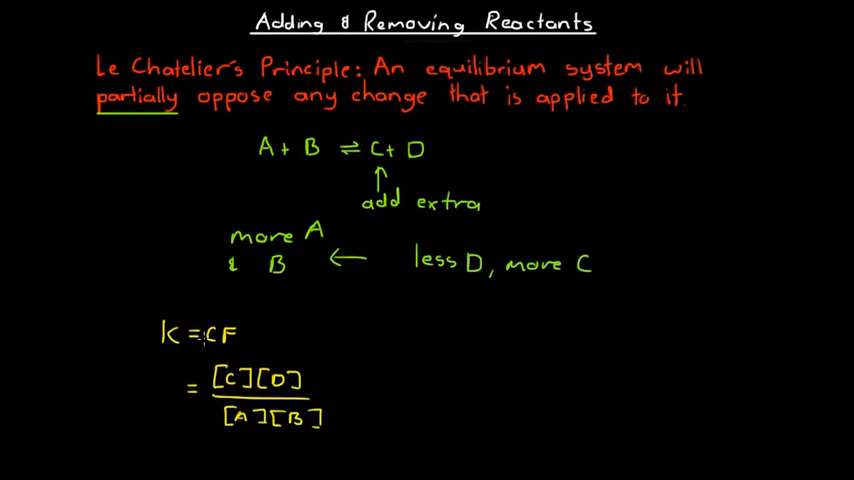 Adding & Removing Reactants
Le Chatelier's Principle: An equilibrium system will
partially oppose any change that is applied to it.
A + B ⇌ C + D
↑
add extra
more A
& B ← less D, more C
K = CF
= [C][D]
[A][B]